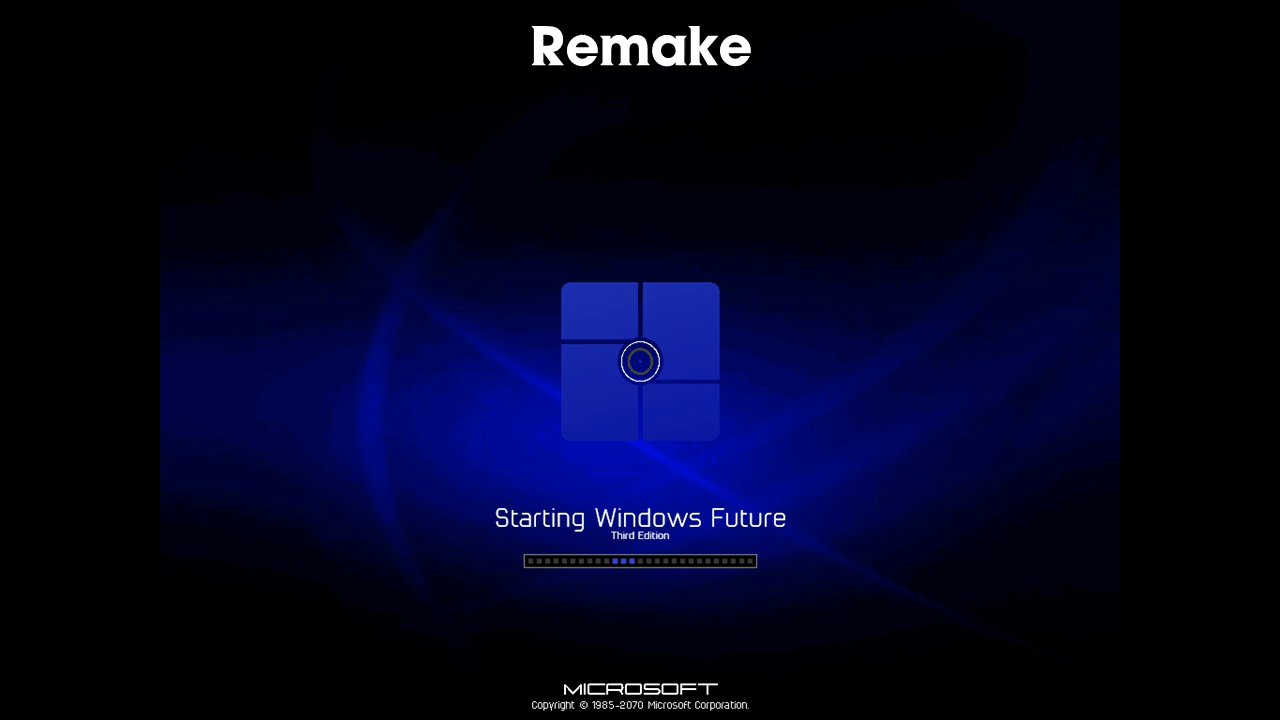 Remake
Starting Windows Future
Third Edition
MICROSOFT
Copyright © 1985-2070 Microsoft Corporation.